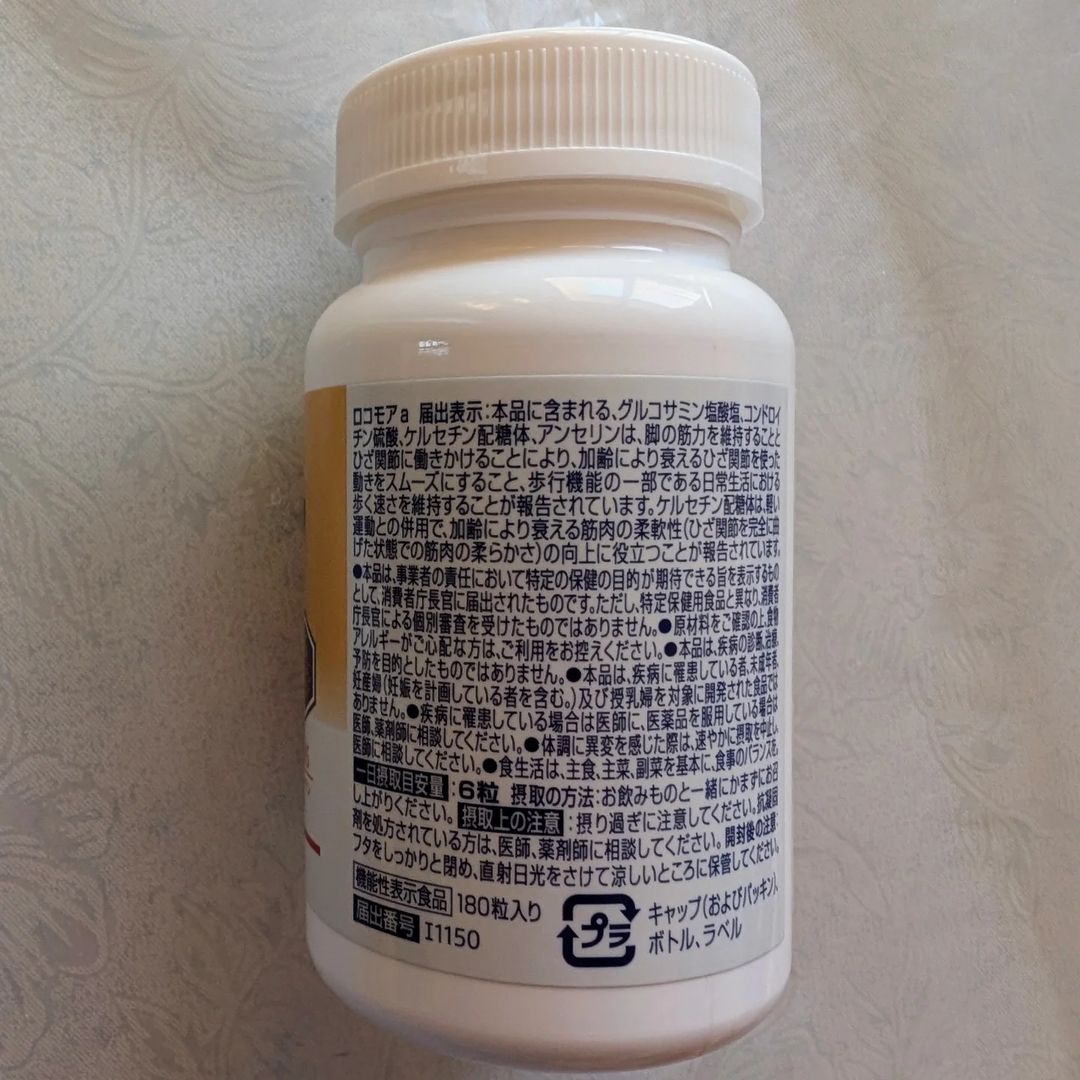 ロコモアa 届出表示:本品に含まれる、グルコサミン塩酸塩、コンドロイ
チン硫酸、ケルセチン配糖体、アンセリンは、脚の筋力を維持することと
ひざ関節に働きかけることにより、加齢により衰えるひざ関節を使った
動きをスムーズにすること、歩行機能の一部である日常生活における
歩く速さを維持することが報告されています。ケルセチン配糖体は、軽い
運動との併用で、加齢により衰える筋肉の柔軟性(ひざ関節を完全に曲
げた状態での筋肉の柔らかさ)の向上に役立つことが報告されています。
●本品は、事業者の責任において特定の保健の目的が期待できる旨を表示するもの
として、消費者庁長官に届出されたものです。ただし、特定保健用食品と異なり、消費者
庁長官による個別審査を受けたものではありません。●原材料をご確認の上、食物
アレルギーがご心配な方は、ご利用をお控えください。●本品は、疾病の診断、治療、
予防を目的としたものではありません。●本品は、疾病に罹患している者、未成年者、
妊産婦(妊娠を計画している者を含む。)及び授乳婦を対象に開発された食品では
ありません。●疾病に罹患している場合は医師に、医薬品を服用している場合は
医師、薬剤師に相談してください。●体調に異変を感じた際は、速やかに摂取を中止し、
医師に相談してください。●食生活は、主食、主菜、副菜を基本に、食事のバランスを。
一日摂取目安量:6粒 摂取の方法:お飲みものと一緒にかまずにお召
し上がりください。 摂取上の注意:摂り過ぎに注意してください。抗凝固
剤を処方されている方は、医師、薬剤師に相談してください。開封後の注意:
フタをしっかりと閉め、直射日光をさけて涼しいところに保管してください。
機能性表示食品 180粒入り
届出番号 I1150
プラ
キャップ(およびパッキン)、
ボトル、ラベル